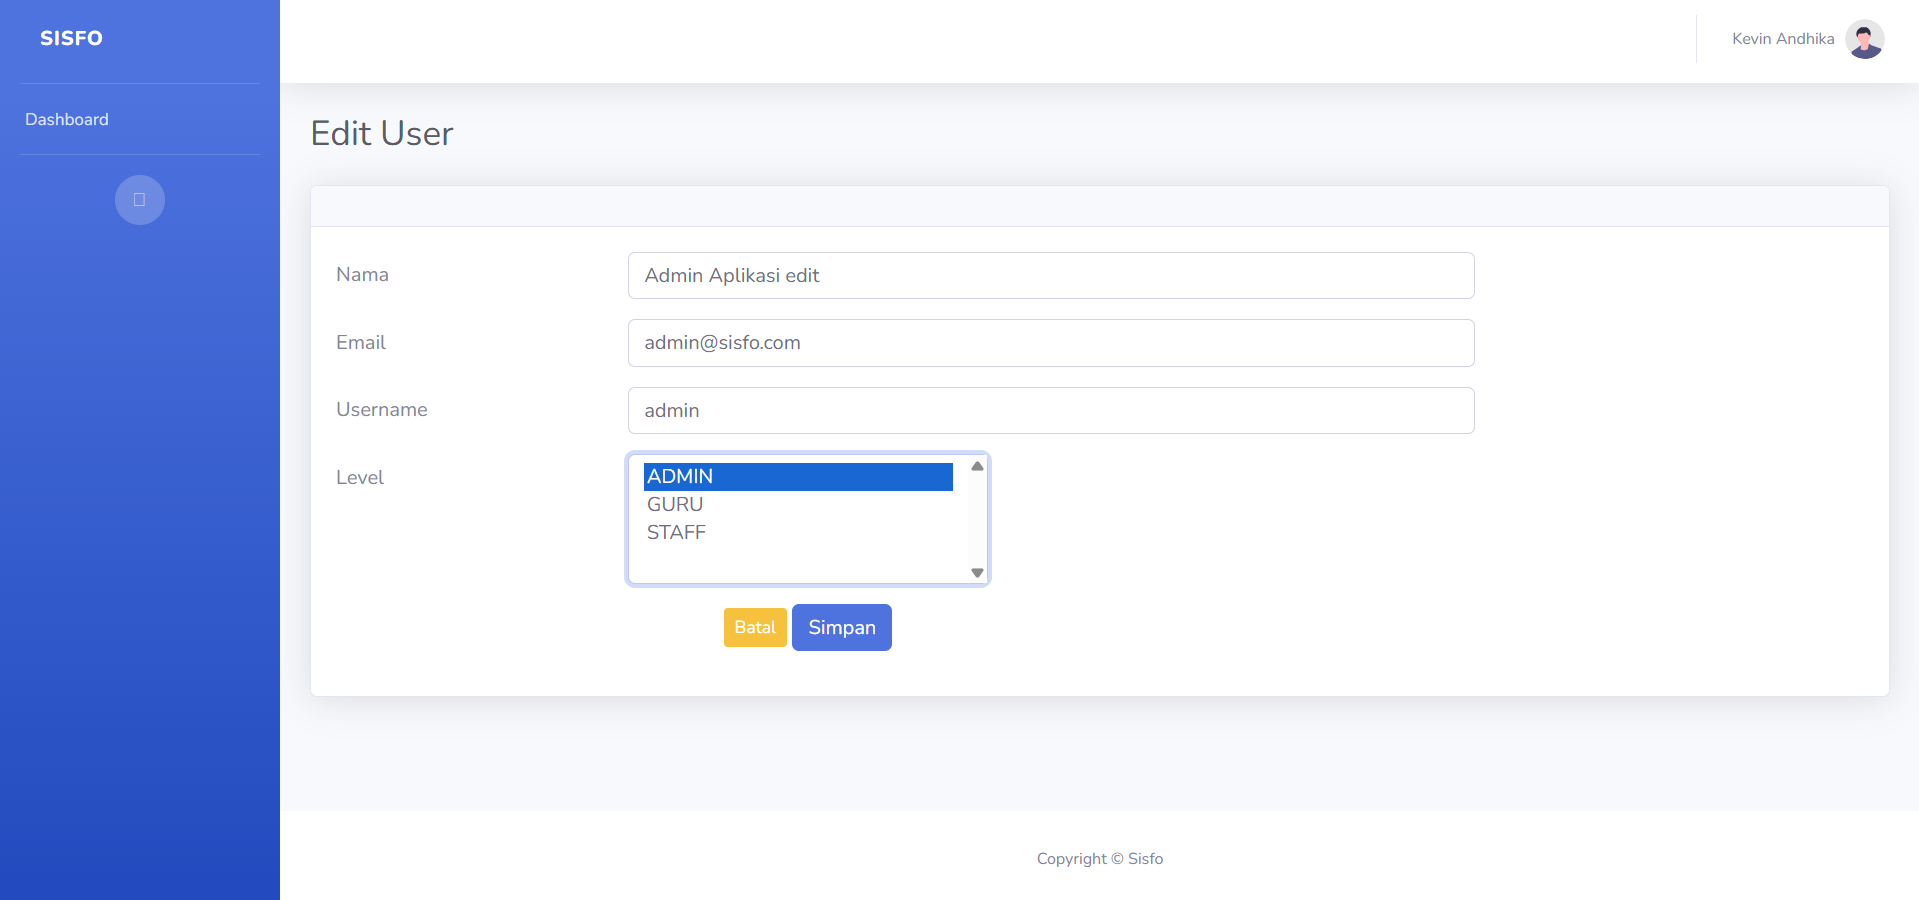 SISFO
Kevin Andhika
Dashboard
Edit User
Nama
Admin Aplikasi edit
Email
admin@sisfo.com
Username
admin
Level
ADMIN
GURU
STAFF
Batal Simpan
Copyright © Sisfo